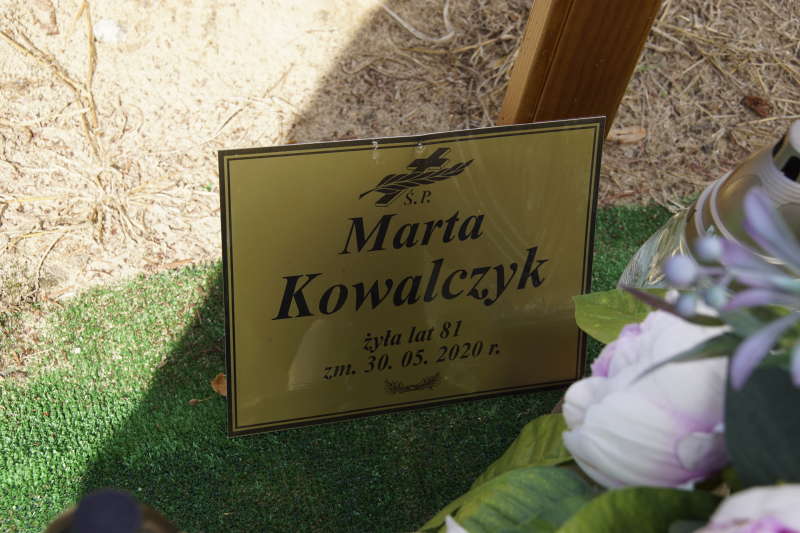 Ś.P.
Marta
Kowalczyk
żyła lat 81
zm. 30. 05. 2020 r.